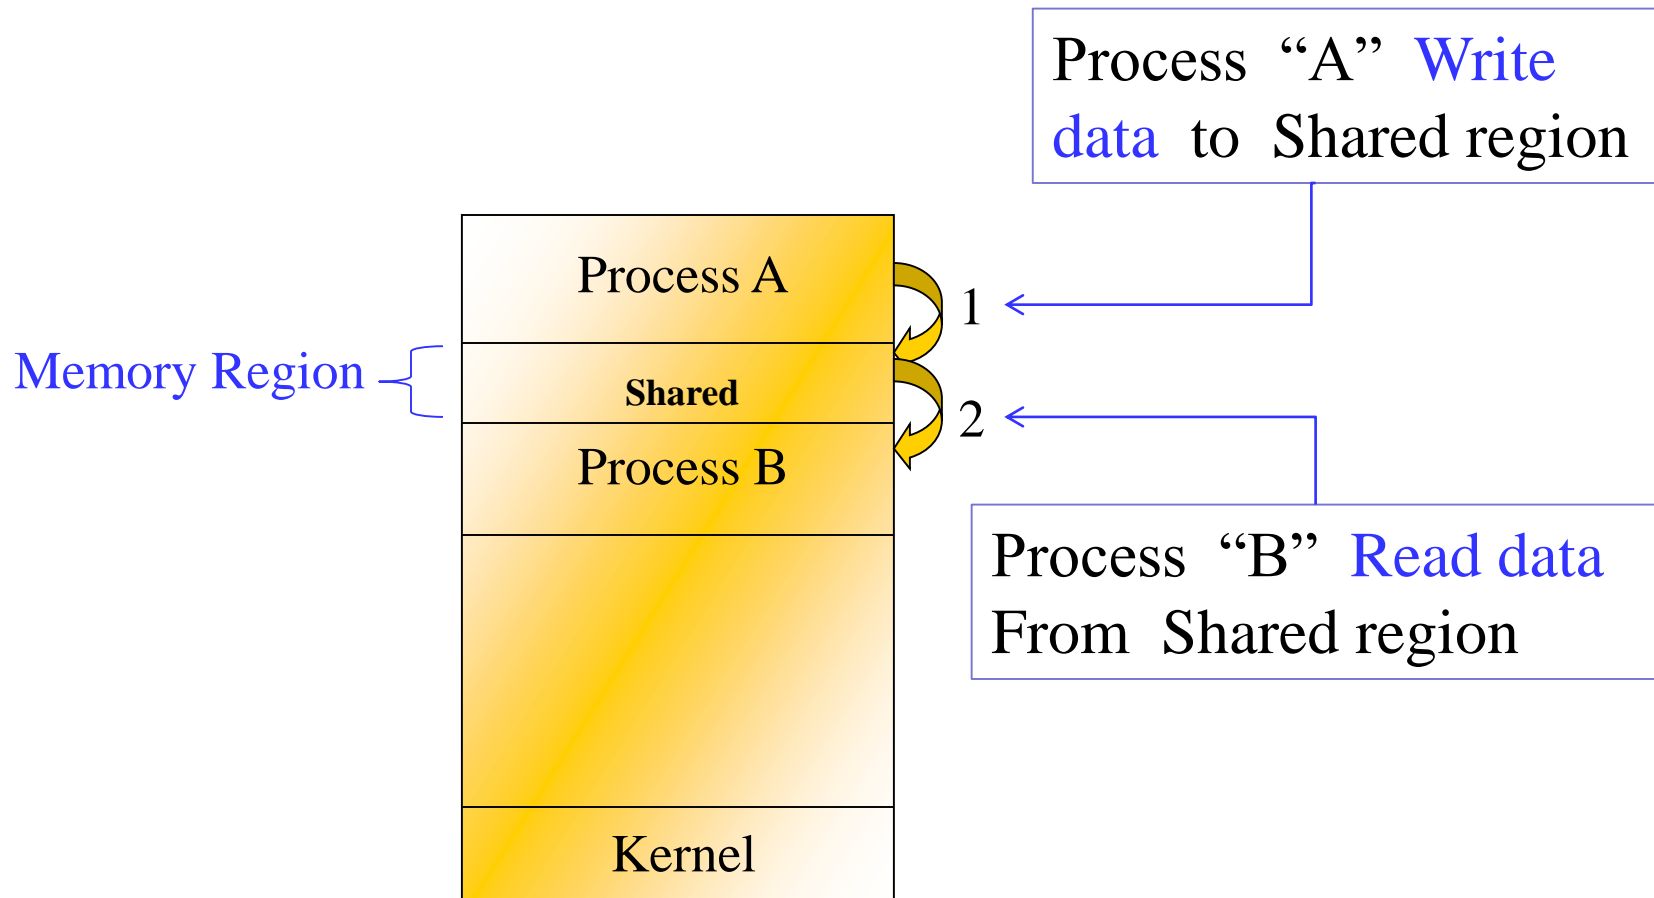 Process “A” Write
data to Shared region
Process A
1
Memory Region
Shared
2
Process B
Process “B” Read data
From Shared region
Kernel